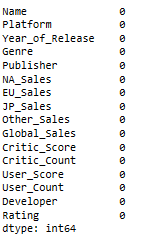 Name 0
Platform 0
Year_of_Release 0
Genre 0
Publisher 0
NA_Sales 0
EU_Sales 0
JP_Sales 0
Other_Sales 0
Global_Sales 0
Critic_Score 0
Critic_Count 0
User_Score 0
User_Count 0
Developer 0
Rating 0
dtype: int64